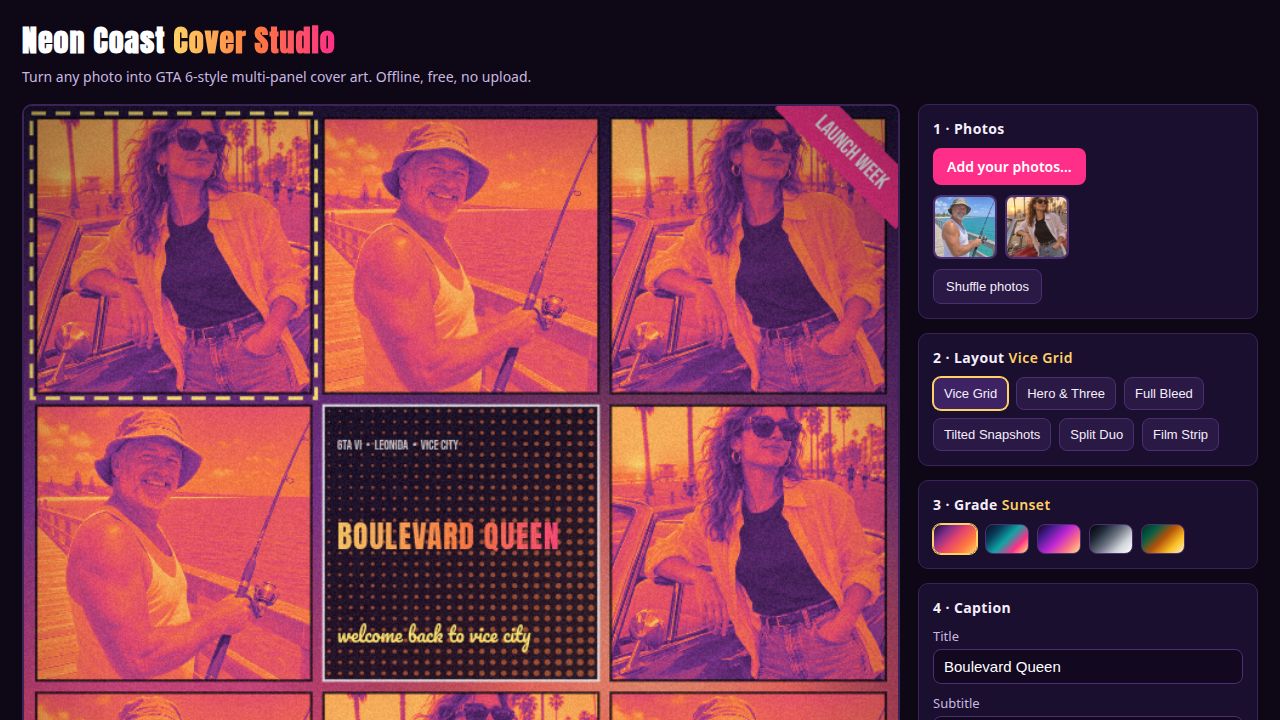 Neon Coast Cover Studio
Turn any photo into GTA 6-style multi-panel cover art. Offline, free, no upload.
LAUNCH WEEK
GTA VI • LEONIDA • VICE CITY
BOULEVARD QUEEN
welcome back to vice city
1 · Photos
Add your photos...
Shuffle photos
2 · Layout Vice Grid
Vice Grid
Hero & Three
Full Bleed
Tilted Snapshots
Split Duo
Film Strip
3 · Grade Sunset
4 · Caption
Title
Boulevard Queen
Subtitle